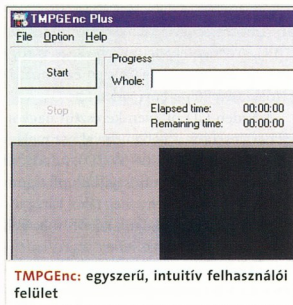 TMPGEnc Plus
File Option Help
Progress
Start
Whole:
Stop
Elapsed time: 00:00:00
Remaining time: 00:00:00
TMPGEnc: egyszerű, intuitív felhasználói
felület